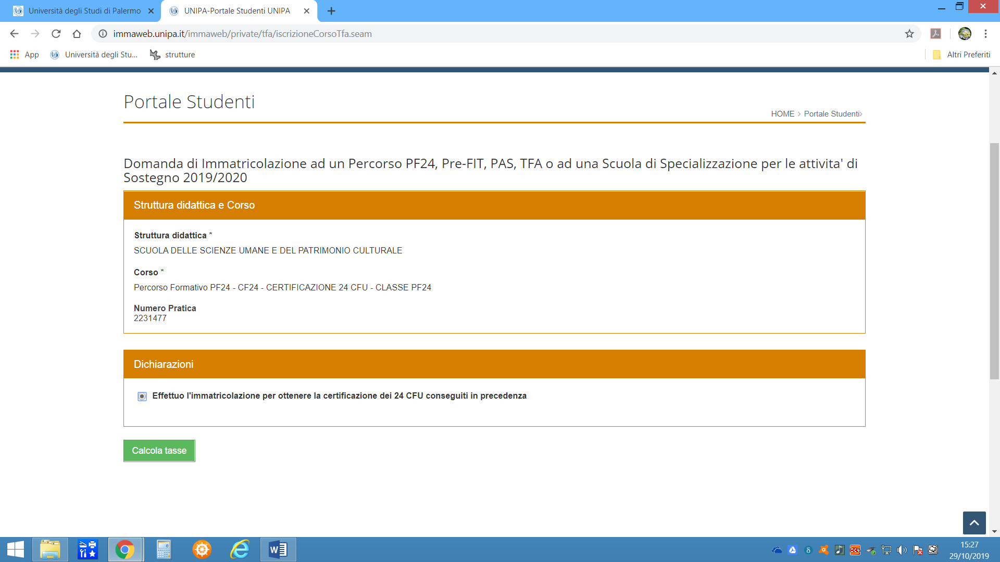 Università degli Studi di Palermo
UNIPA-Portale Studenti UNIPA
immaweb.unipa.it/immaweb/private/tfa/iscrizioneCorsoTfa.seam
App
Università degli Stu...
strutture
Altri Preferiti
Portale Studenti
HOME > Portale Studenti>
Domanda di Immatricolazione ad un Percorso PF24, Pre-FIT, PAS, TFA o ad una Scuola di Specializzazione per le attivita' di
Sostegno 2019/2020
Struttura didattica e Corso
Struttura didattica *
SCUOLA DELLE SCIENZE UMANE E DEL PATRIMONIO CULTURALE
Corso *
Percorso Formativo PF24 - CF24 - CERTIFICAZIONE 24 CFU - CLASSE PF24
Numero Pratica
2231477
Dichiarazioni
Effettuo l'immatricolazione per ottenere la certificazione dei 24 CFU conseguiti in precedenza
Calcola tasse
15:27
29/10/2019